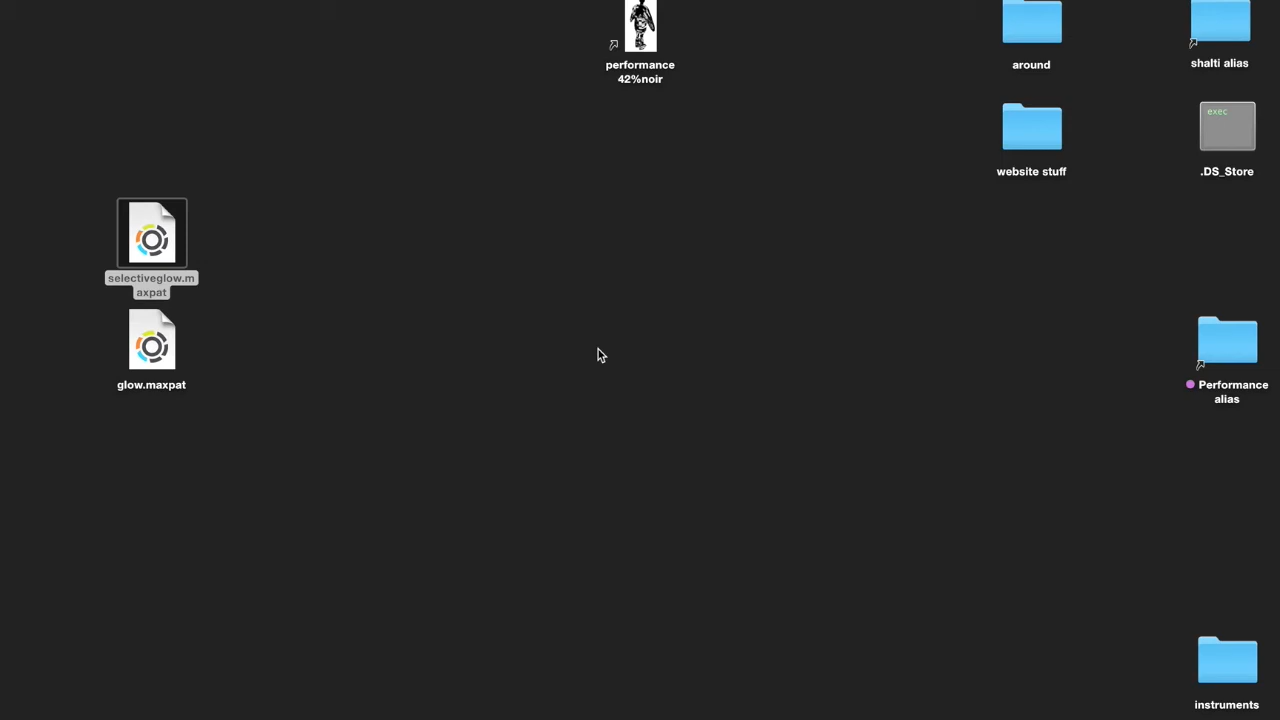 performance
42%noir
around
shalti alias
website stuff
exec
.DS_Store
selectiveglow.m
axpat
glow.maxpat
Performance
alias
instruments